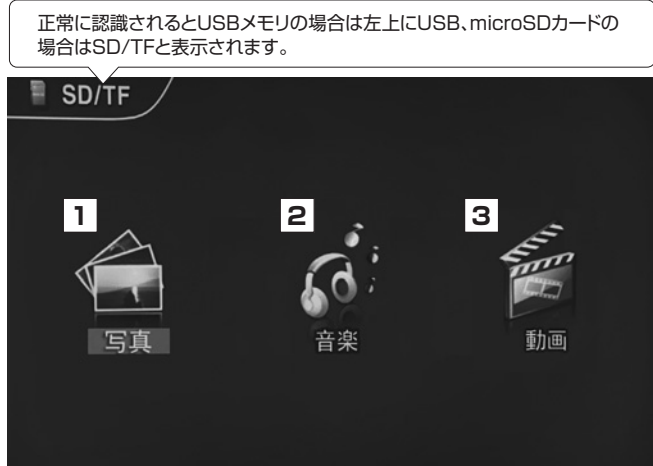 正常に認識されるとUSBメモリの場合は左上にUSB、microSDカードの
場合はSD/TFと表示されます。
SD/TF
1
2
3
写真
音楽
動画